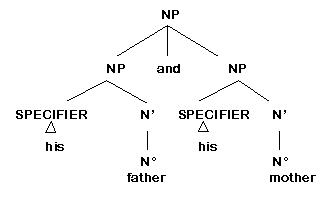 NP
NP and NP
SPECIFIER N' SPECIFIER N'
his his
N° N°
father mother